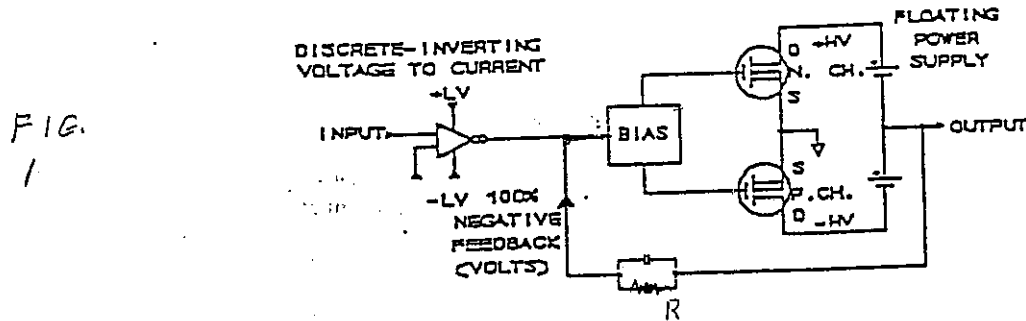 FIG.
1
DISCRETE-INVERTING
VOLTAGE TO CURRENT
+LV
INPUT
-LV 100%
NEGATIVE
FEEDBACK
(VOLTS)
BIAS
D +HV
N. CH.
S
S
P. CH.
D -HV
FLOATING
POWER
SUPPLY
OUTPUT
R